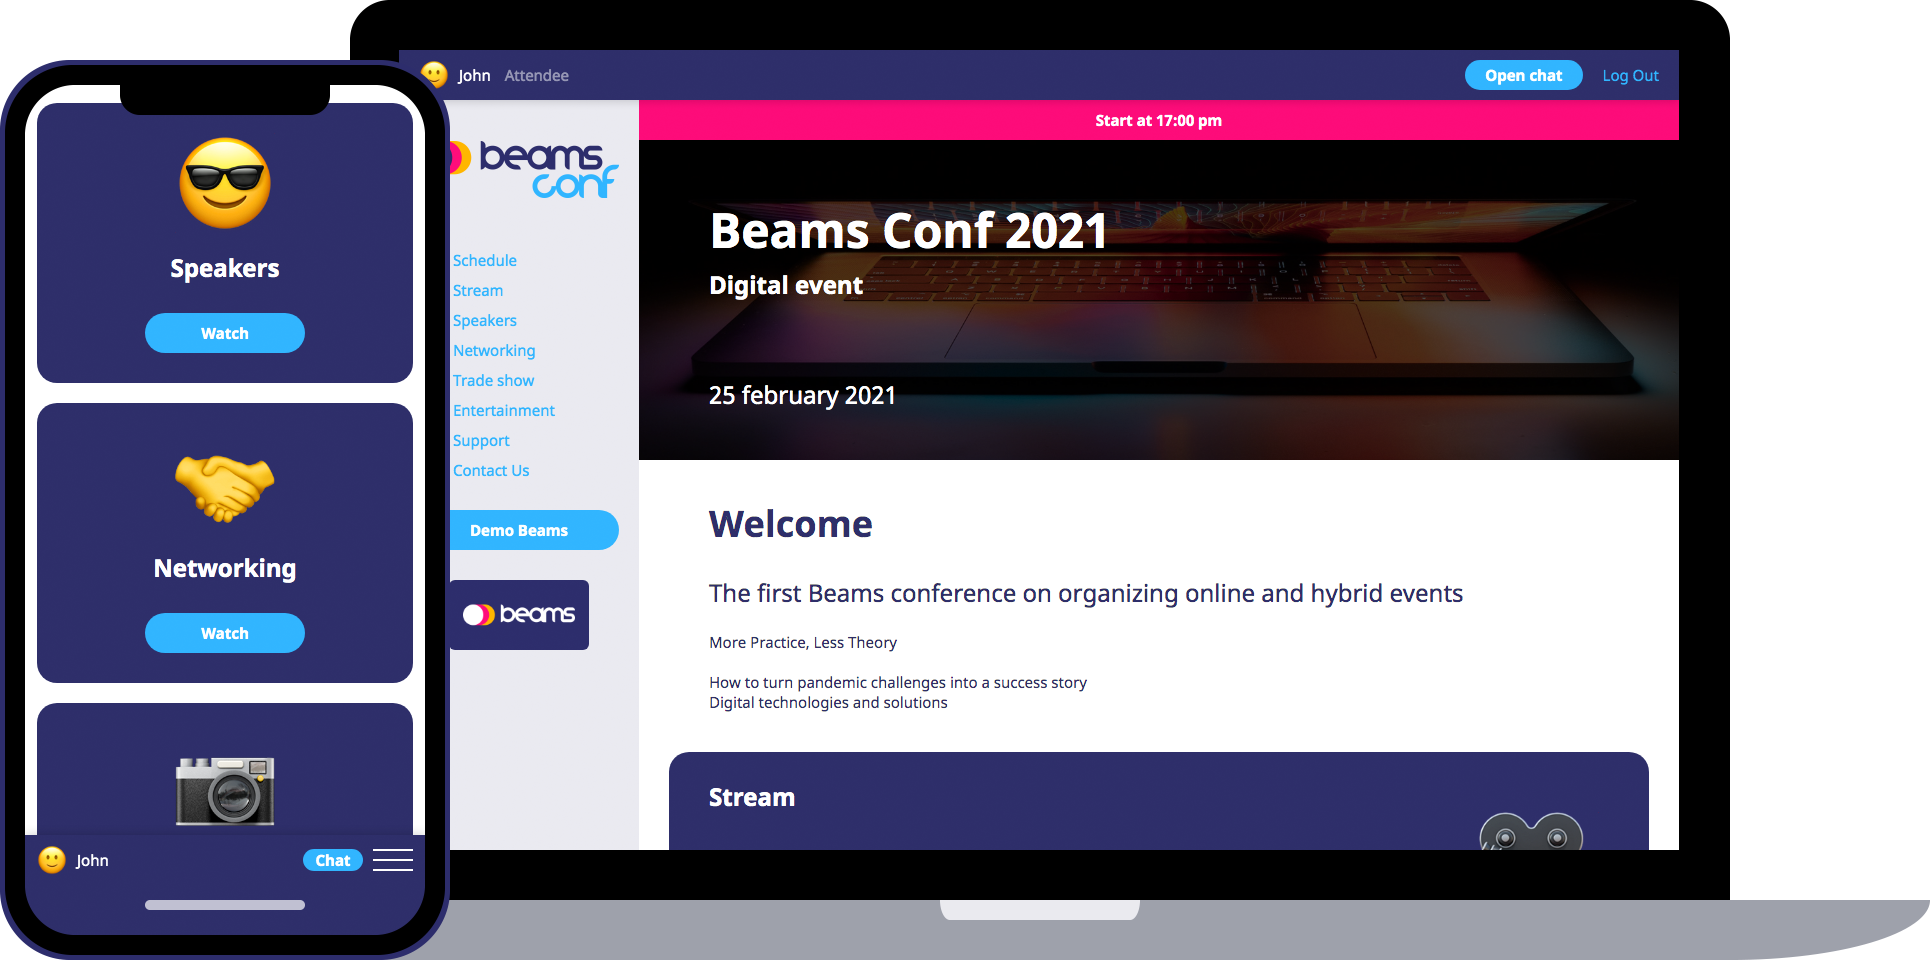 Speakers
Watch
Networking
Watch
John
Chat
John Attendee
Open chat
Log Out
beams
conf
Schedule
Stream
Speakers
Networking
Trade show
Entertainment
Support
Contact Us
Demo Beams
beams
Start at 17:00 pm
Beams Conf 2021
Digital event
25 february 2021
Welcome
The first Beams conference on organizing online and hybrid events
More Practice, Less Theory
How to turn pandemic challenges into a success story
Digital technologies and solutions
Stream